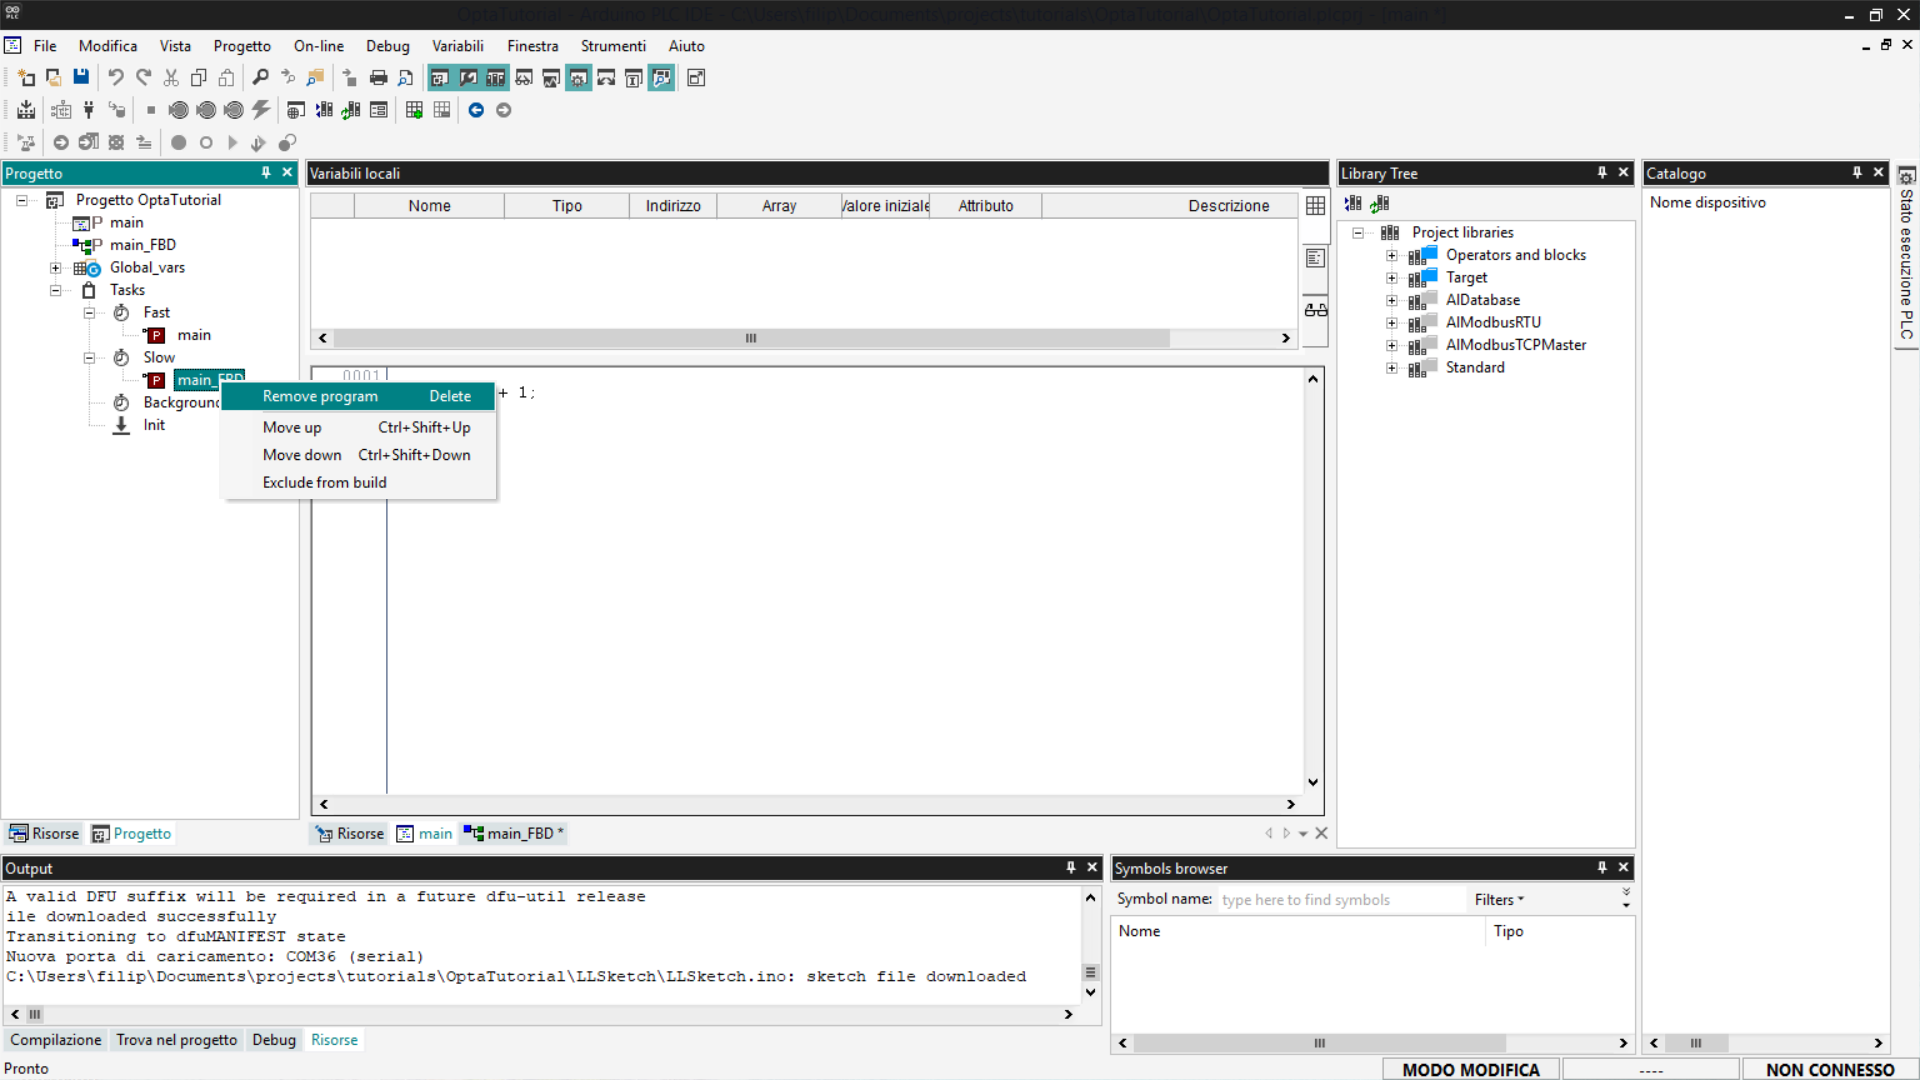 OptaTutorial - Arduino PLC IDE - C:\Users\filip\Documents\projects\tutorials\OptaTutorial\OptaTutorial.plcprj - [main *]
File Modifica Vista Progetto On-line Debug Variabili Finestra Strumenti Aiuto
Progetto
Progetto OptaTutorial
P main
P main_FBD
Global_vars
Tasks
Fast
P main
Slow
P main_FBD
Background
Init
Remove program Delete
Move up Ctrl+Shift+Up
Move down Ctrl+Shift+Down
Exclude from build
Risorse Progetto
Variabili locali
Nome Tipo Indirizzo Array Valore iniziale Attributo Descrizione
0001
+ 1;
Risorse main main_FBD *
Library Tree
Project libraries
Operators and blocks
Target
AIDatabase
AIModbusRTU
AIModbusTCPMaster
Standard
Catalogo
Nome dispositivo
Stato esecuzione PLC
Output
A valid DFU suffix will be required in a future dfu-util release
ile downloaded successfully
Transitioning to dfuMANIFEST state
Nuova porta di caricamento: COM36 (serial)
C:\Users\filip\Documents\projects\tutorials\OptaTutorial\LLSketch\LLSketch.ino: sketch file downloaded
Compilazione Trova nel progetto Debug Risorse
Symbols browser
Symbol name: type here to find symbols Filters
Nome Tipo
Pronto
MODO MODIFICA ---- NON CONNESSO